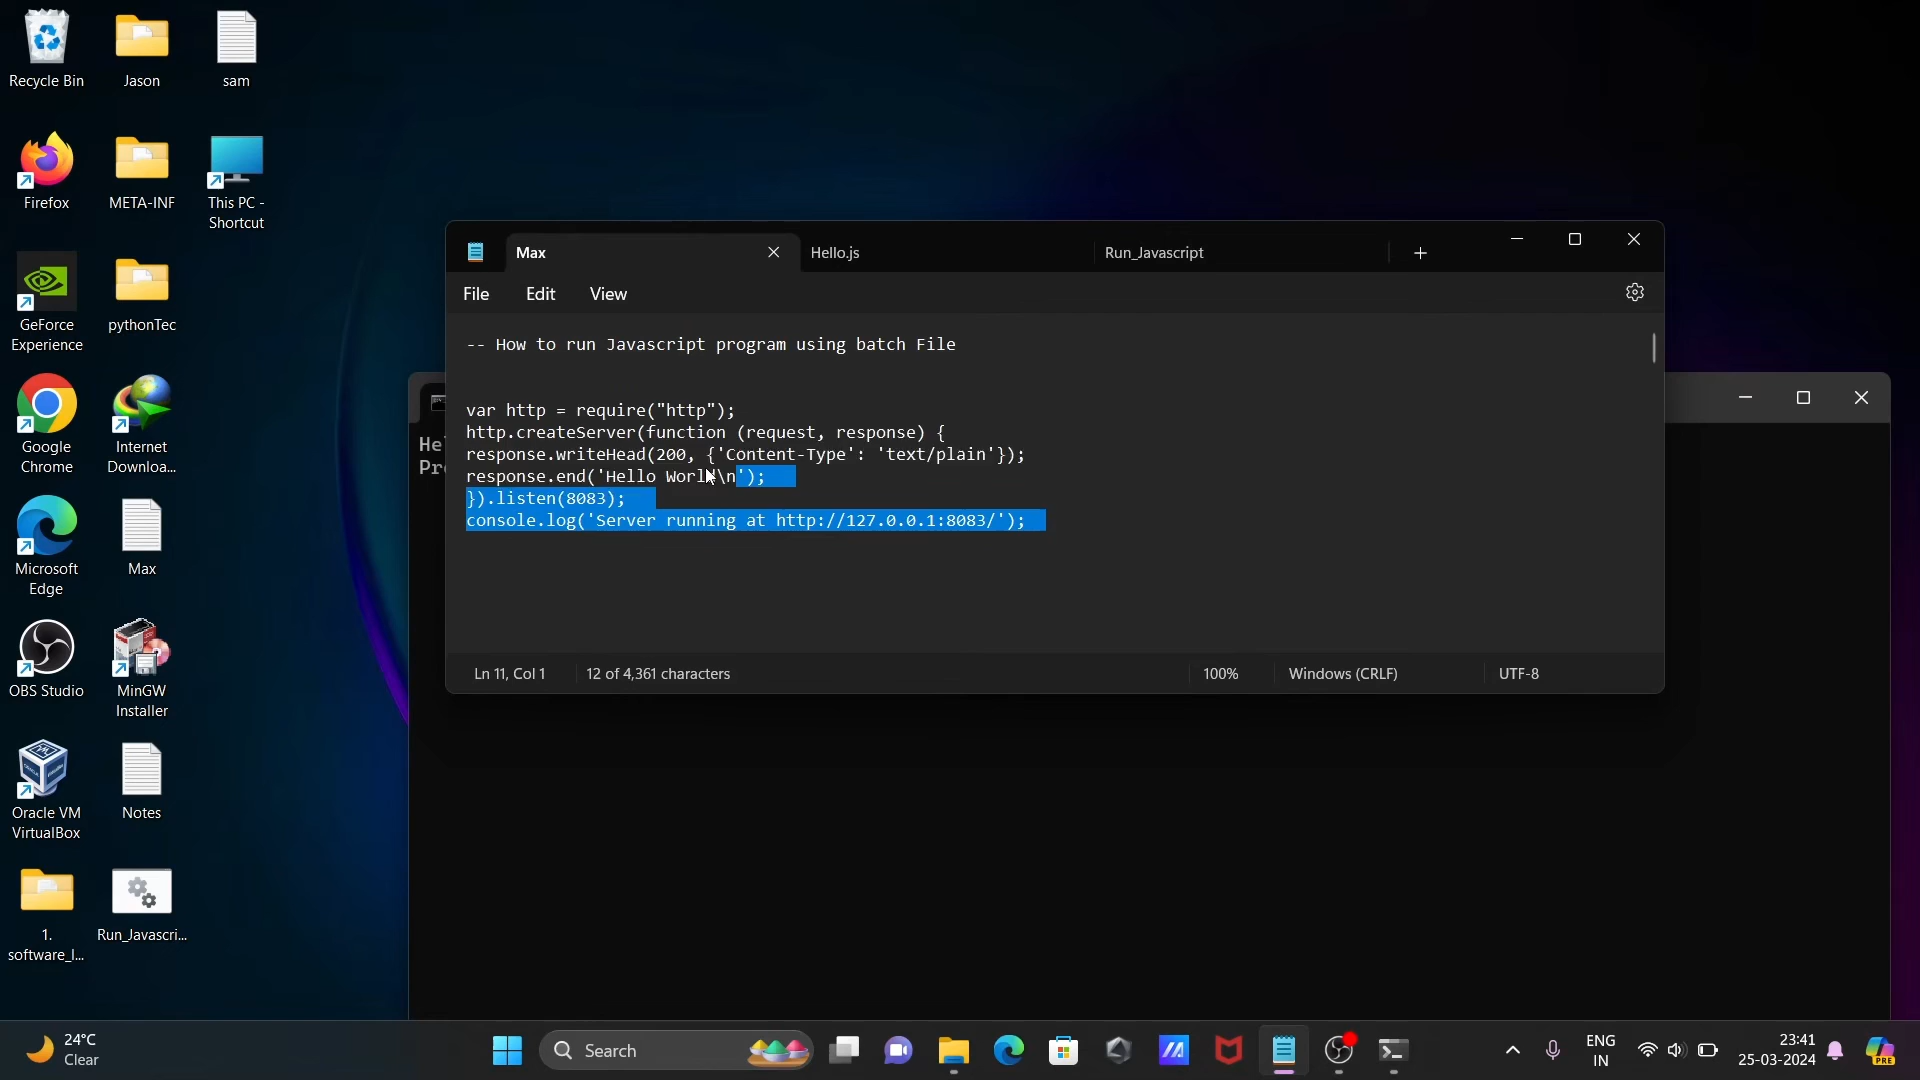 Recycle Bin
Jason
sam
Firefox
META-INF
This PC -
Shortcut
GeForce
Experience
pythonTec
Google
Chrome
Internet
Downloa...
Microsoft
Edge
Max
OBS Studio
MinGW
Installer
Oracle VM
VirtualBox
Notes
1.
software_l...
Run_Javascri...
Max
Hello.js
Run_Javascript
File
Edit
View
-- How to run Javascript program using batch File
var http = require("http");
http.createServer(function (request, response) {
response.writeHead(200, {'Content-Type': 'text/plain'});
response.end('Hello World\n');
}).listen(8083);
console.log('Server running at http://127.0.0.1:8083/');
Ln 11, Col 1
12 of 4,361 characters
100%
Windows (CRLF)
UTF-8
24°C
Clear
Search
ENG
IN
23:41
25-03-2024
PRE